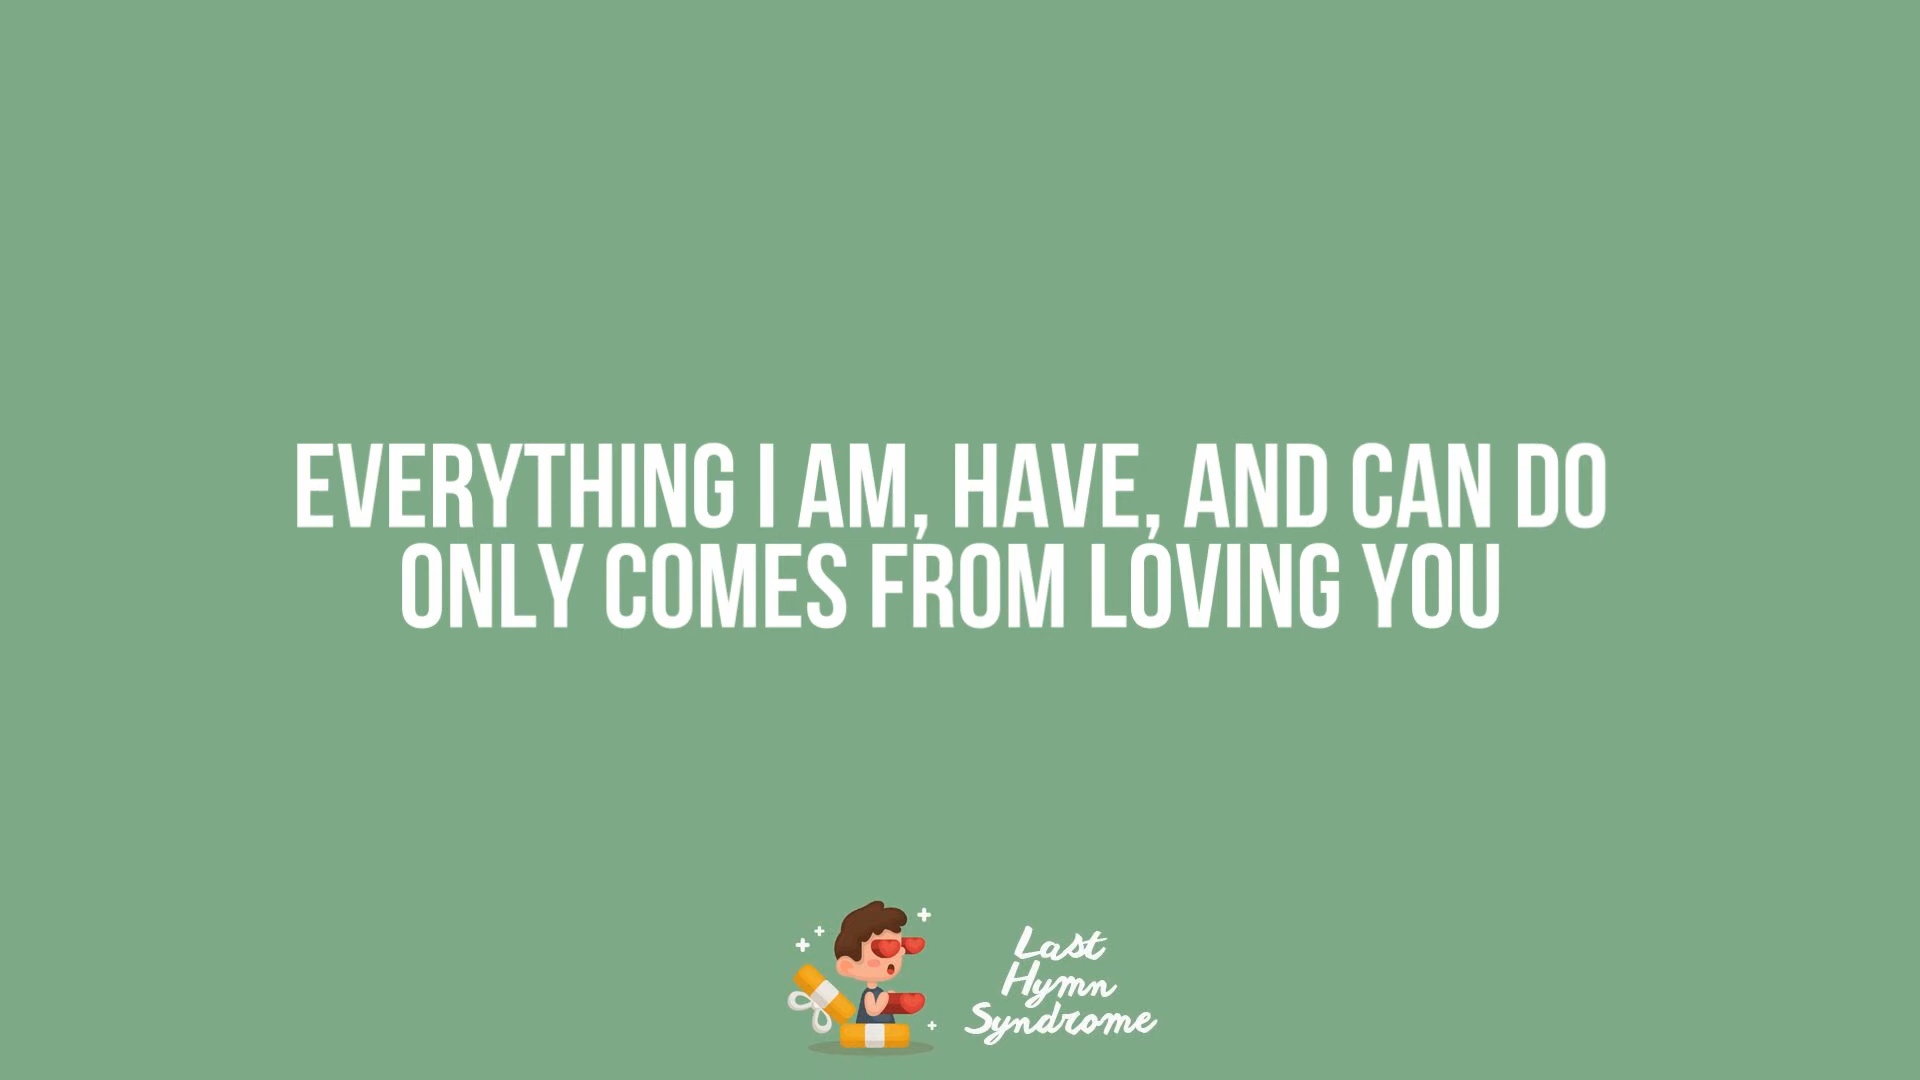 EVERYTHING I AM, HAVE, AND CAN DO
ONLY COMES FROM LOVING YOU
Last
Hymn
Syndrome